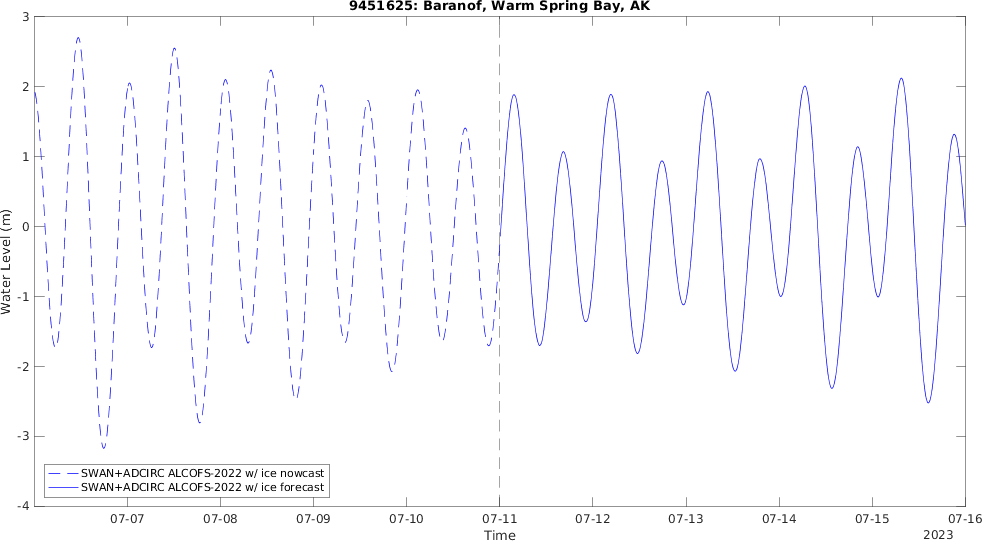 9451625: Baranof, Warm Spring Bay, AK
3
2
1
0
-1
-2
-3
-4
Water Level (m)
SWAN+ADCIRC ALCOFS-2022 w/ ice nowcast
SWAN+ADCIRC ALCOFS-2022 w/ ice forecast
07-07 07-08 07-09 07-10 07-11 07-12 07-13 07-14 07-15 07-16
Time
2023